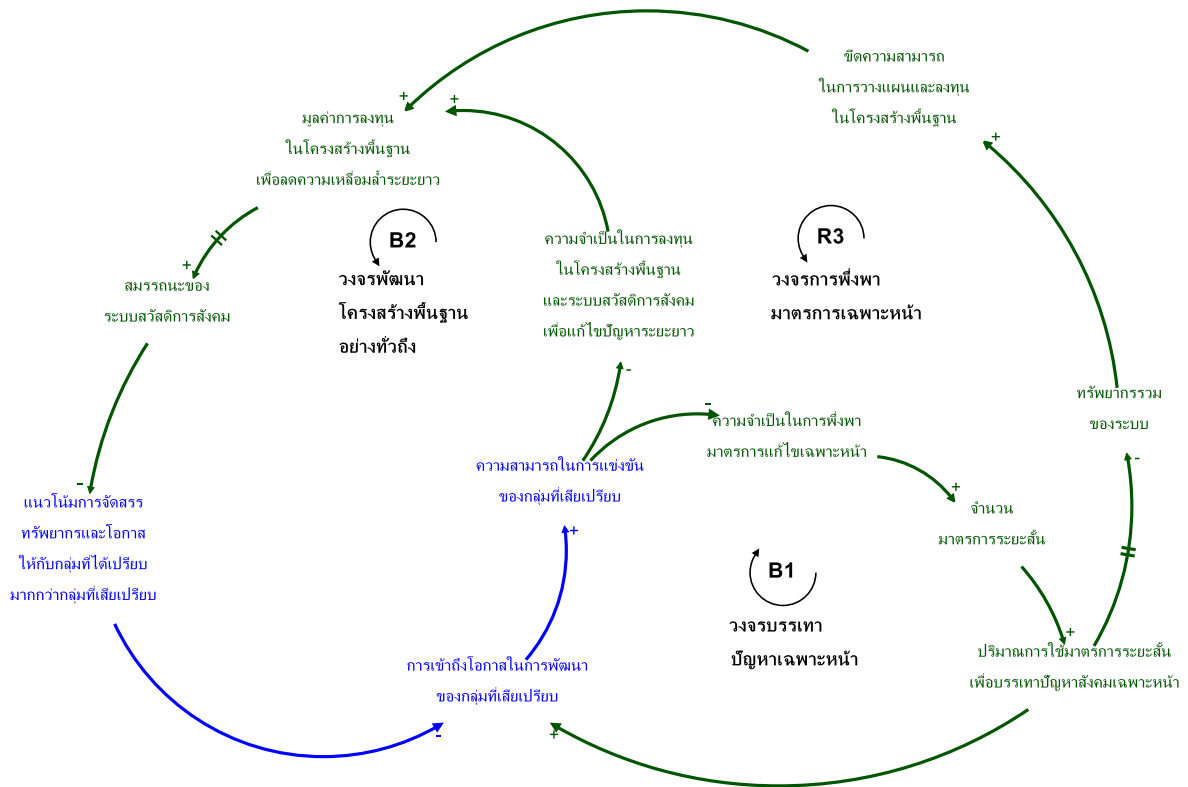 ขีดความสามารถ
ในการวางแผนและลงทุน
ในโครงสร้างพื้นฐาน
+
+
มูลค่าการลงทุน
ในโครงสร้างพื้นฐาน
เพื่อลดความเหลื่อมล้ำระยะยาว
+
B2
วงจรพัฒนา
โครงสร้างพื้นฐาน
อย่างทั่วถึง
ความจำเป็นในการลงทุน
ในโครงสร้างพื้นฐาน
และระบบสวัสดิการสังคม
เพื่อแก้ไขปัญหาระยะยาว
-
R3
วงจรการพึ่งพา
มาตรการเฉพาะหน้า
+
สมรรถนะของ
ระบบสวัสดิการสังคม
ทรัพยากรรวม
ของระบบ
-
-
ความจำเป็นในการพึ่งพา
มาตรการแก้ไขเฉพาะหน้า
ความสามารถในการแข่งขัน
ของกลุ่มที่เสียเปรียบ
+
-
แนวโน้มการจัดสรร
ทรัพยากรและโอกาส
ให้กับกลุ่มที่ได้เปรียบ
มากกว่ากลุ่มที่เสียเปรียบ
+
จำนวน
มาตรการระยะสั้น
B1
วงจรบรรเทา
ปัญหาเฉพาะหน้า
+
ปริมาณการใช้มาตรการระยะสั้น
เพื่อบรรเทาปัญหาสังคมเฉพาะหน้า
การเข้าถึงโอกาสในการพัฒนา
ของกลุ่มที่เสียเปรียบ
-
+